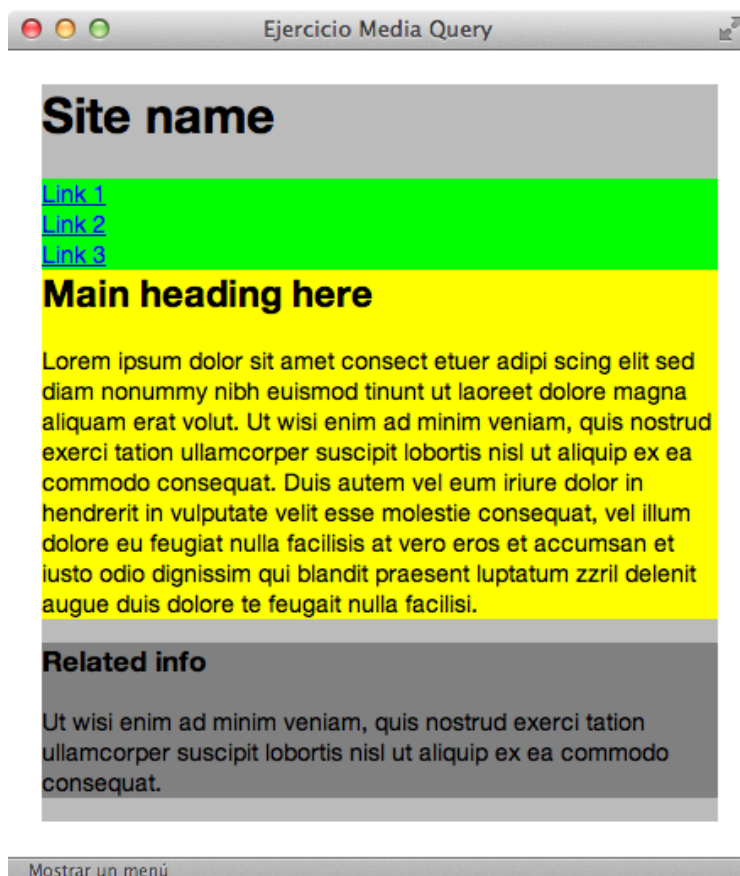 Ejercicio Media Query
Site name
Link 1
Link 2
Link 3
Main heading here
Lorem ipsum dolor sit amet consect etuer adipi scing elit sed
diam nonummy nibh euismod tinunt ut laoreet dolore magna
aliquam erat volut. Ut wisi enim ad minim veniam, quis nostrud
exerci tation ullamcorper suscipit lobortis nisl ut aliquip ex ea
commodo consequat. Duis autem vel eum iriure dolor in
hendrerit in vulputate velit esse molestie consequat, vel illum
dolore eu feugiat nulla facilisis at vero eros et accumsan et
iusto odio dignissim qui blandit praesent luptatum zzril delenit
augue duis dolore te feugait nulla facilisi.
Related info
Ut wisi enim ad minim veniam, quis nostrud exerci tation
ullamcorper suscipit lobortis nisl ut aliquip ex ea commodo
consequat.
Mostrar un menú